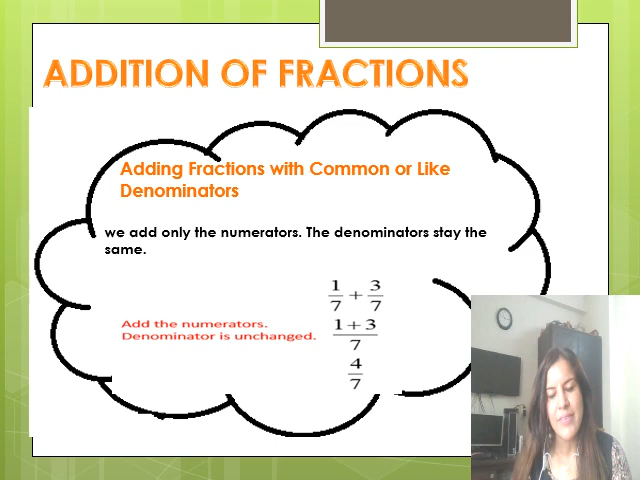 ADDITION OF FRACTIONS
Adding Fractions with Common or Like
Denominators
we add only the numerators. The denominators stay the
same.
1/7 + 3/7
Add the numerators.
Denominator is unchanged.
(1+3)/7
4/7